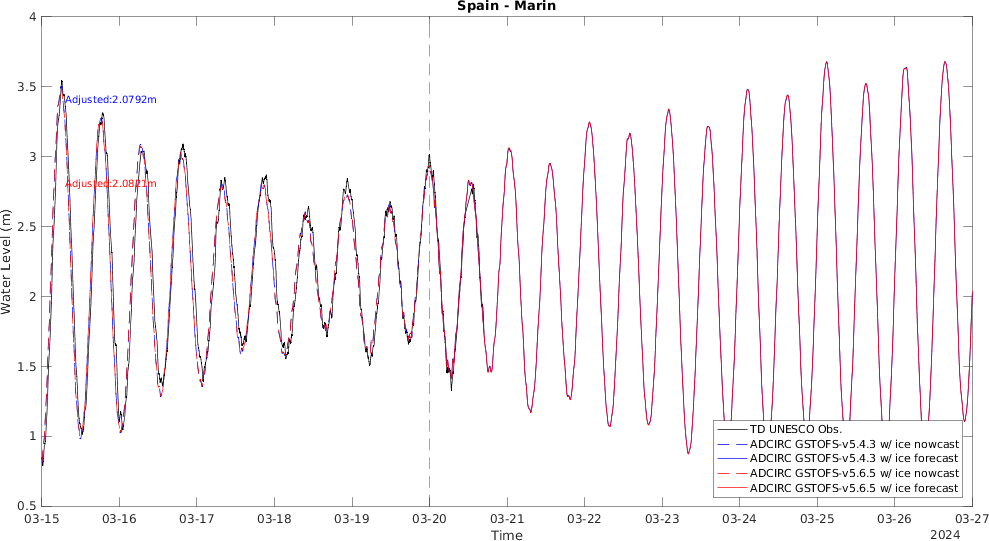 Spain - Marin
Water Level (m)
4
3.5
3
2.5
2
1.5
1
0.5
Adjusted:2.0792m
Adjusted:2.0821m
TD UNESCO Obs.
ADCIRC GSTOFS-v5.4.3 w/ ice nowcast
ADCIRC GSTOFS-v5.4.3 w/ ice forecast
ADCIRC GSTOFS-v5.6.5 w/ ice nowcast
ADCIRC GSTOFS-v5.6.5 w/ ice forecast
03-15 03-16 03-17 03-18 03-19 03-20 03-21 03-22 03-23 03-24 03-25 03-26 03-27
Time
2024